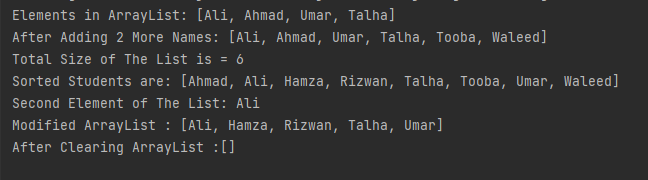 Elements in ArrayList: [Ali, Ahmad, Umar, Talha]
After Adding 2 More Names: [Ali, Ahmad, Umar, Talha, Tooba, Waleed]
Total Size of The List is = 6
Sorted Students are: [Ahmad, Ali, Hamza, Rizwan, Talha, Tooba, Umar, Waleed]
Second Element of The List: Ali
Modified ArrayList : [Ali, Hamza, Rizwan, Talha, Umar]
After Clearing ArrayList :[]